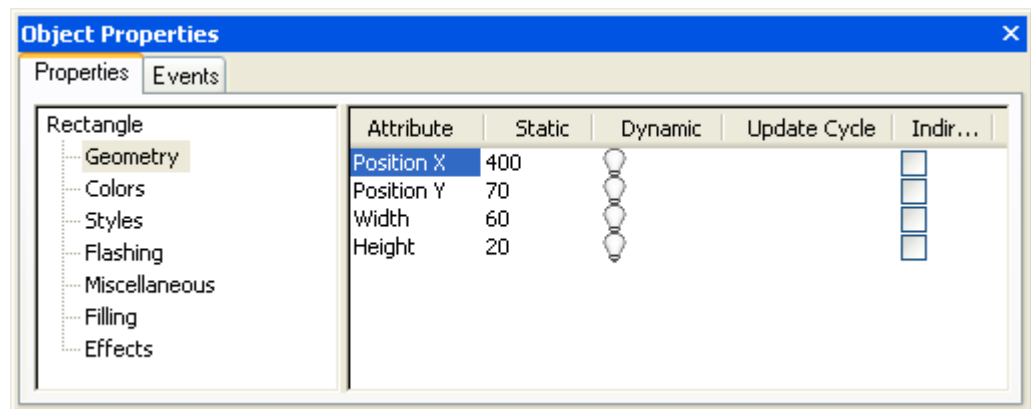 Object Properties
Properties Events
Rectangle
Geometry
Colors
Styles
Flashing
Miscellaneous
Filling
Effects
Attribute Static Dynamic Update Cycle Indir...
Position X 400
Position Y 70
Width 60
Height 20